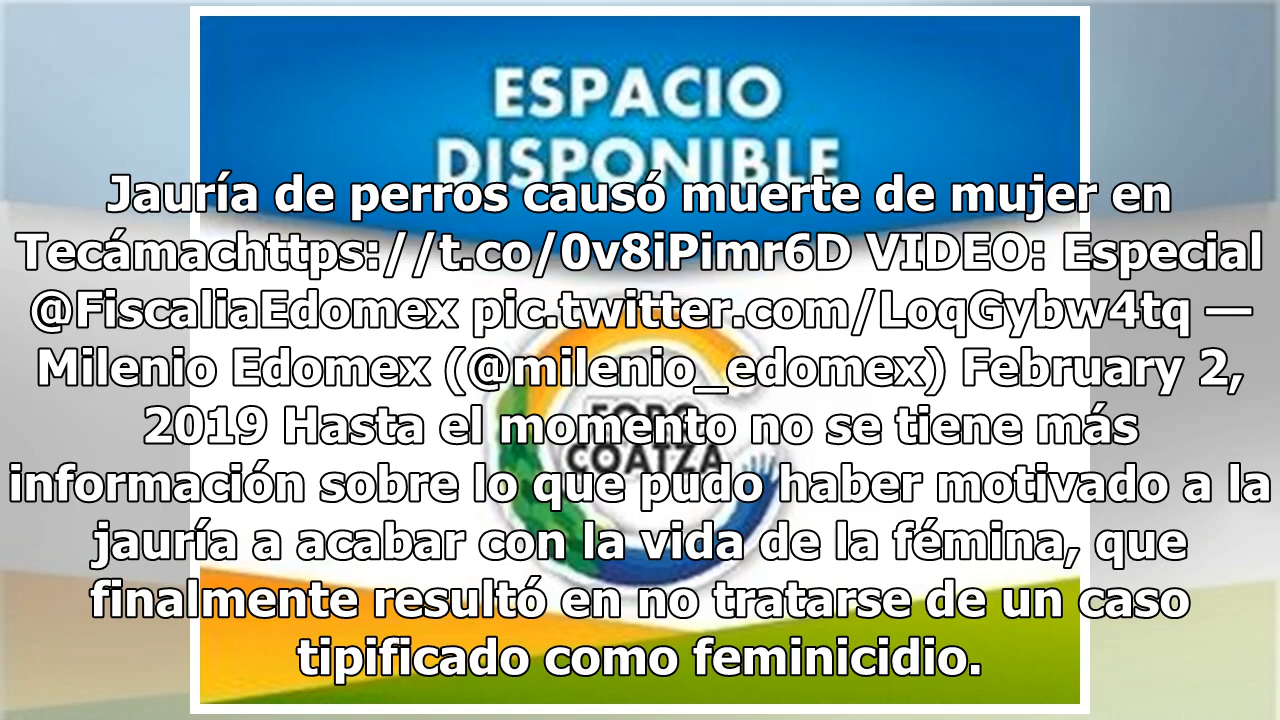 ESPACIO
DISPONIBLE
Jauría de perros causó muerte de mujer en
Tecámachttps://t.co/0v8iPimr6D VIDEO: Especial
@FiscaliaEdomex pic.twitter.com/LoqGybw4tq —
Milenio Edomex (@milenio_edomex) February 2,
2019 Hasta el momento no se tiene más
información sobre lo que pudo haber motivado a la
jauría a acabar con la vida de la fémina, que
finalmente resultó en no tratarse de un caso
tipificado como feminicidio.
FORO
COATZA